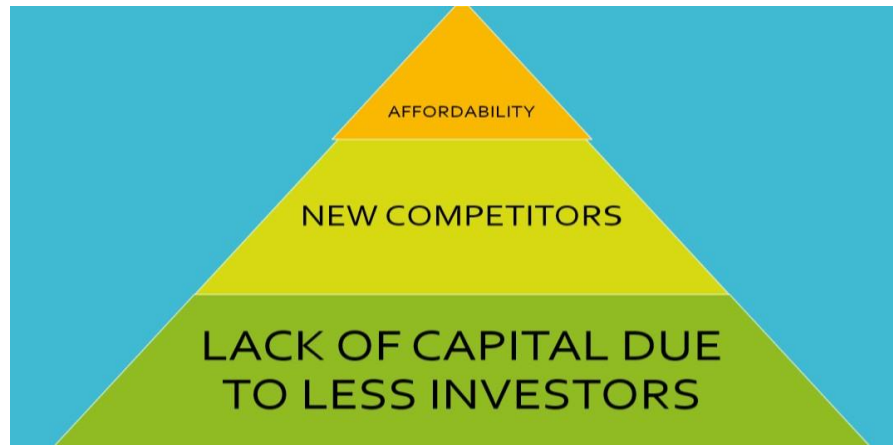 AFFORDABILITY
NEW COMPETITORS
LACK OF CAPITAL DUE
TO LESS INVESTORS